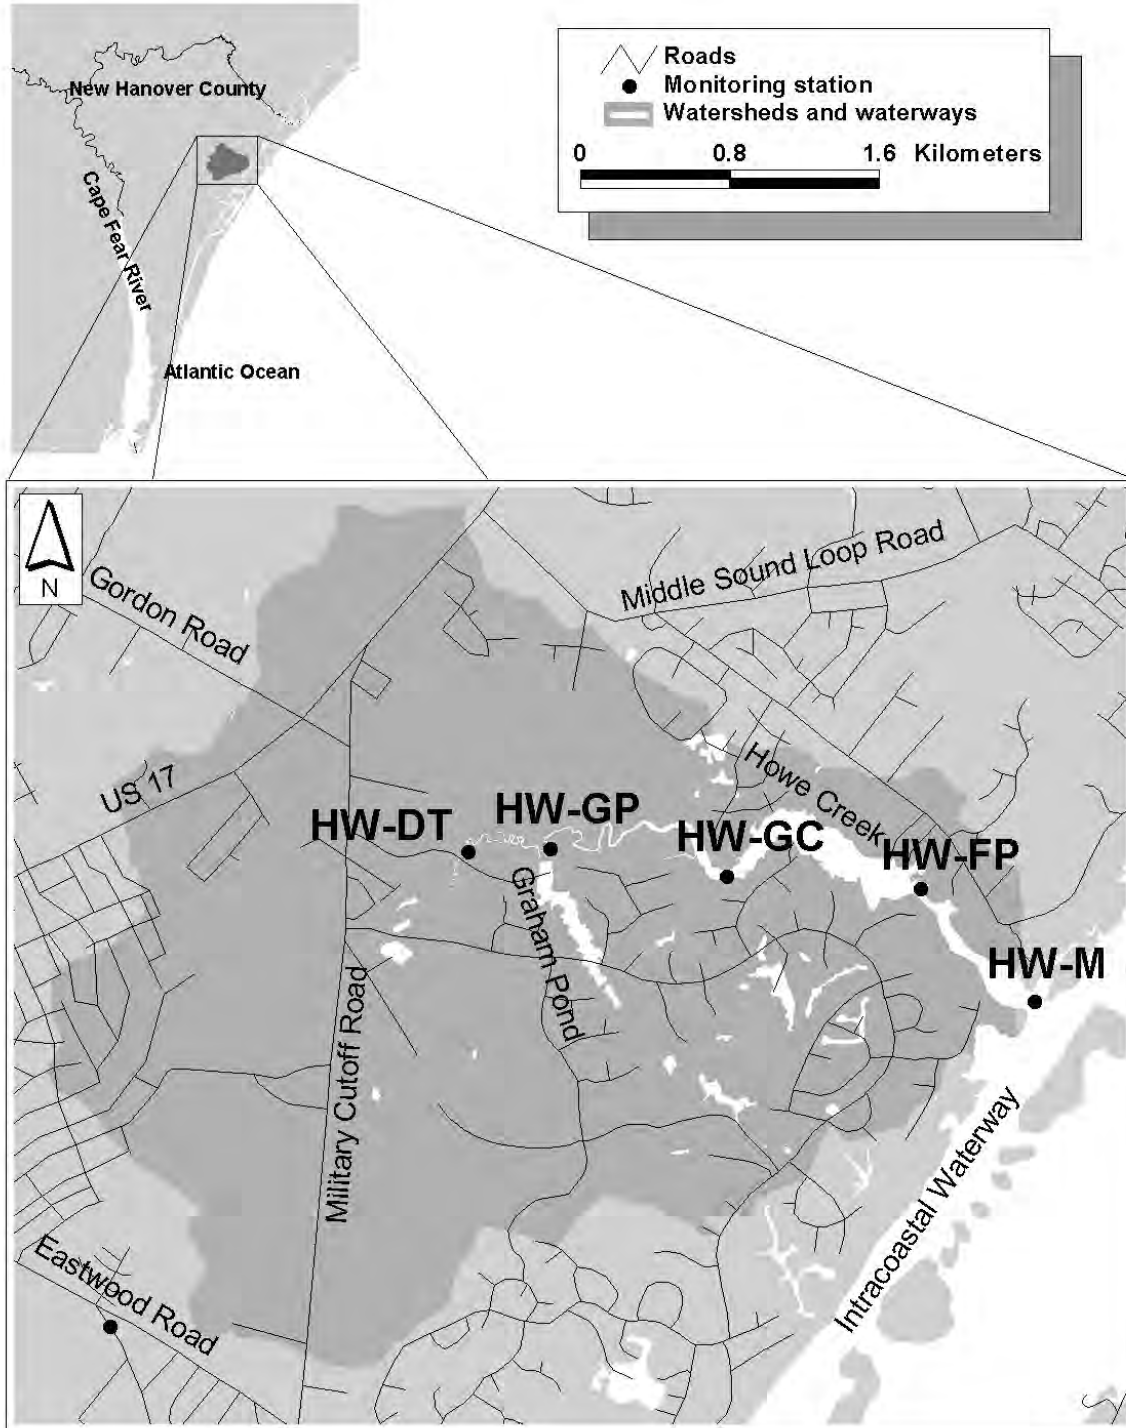 New Hanover County
Cape Fear River
Atlantic Ocean
Roads
Monitoring station
Watersheds and waterways
0 0.8 1.6 Kilometers
N
Gordon Road
Middle Sound Loop Road
US 17
Howe Creek
HW-DT
HW-GP
HW-GC
HW-FP
HW-M
Graham Pond
Military Cutoff Road
Intracoastal Waterway
Eastwood Road